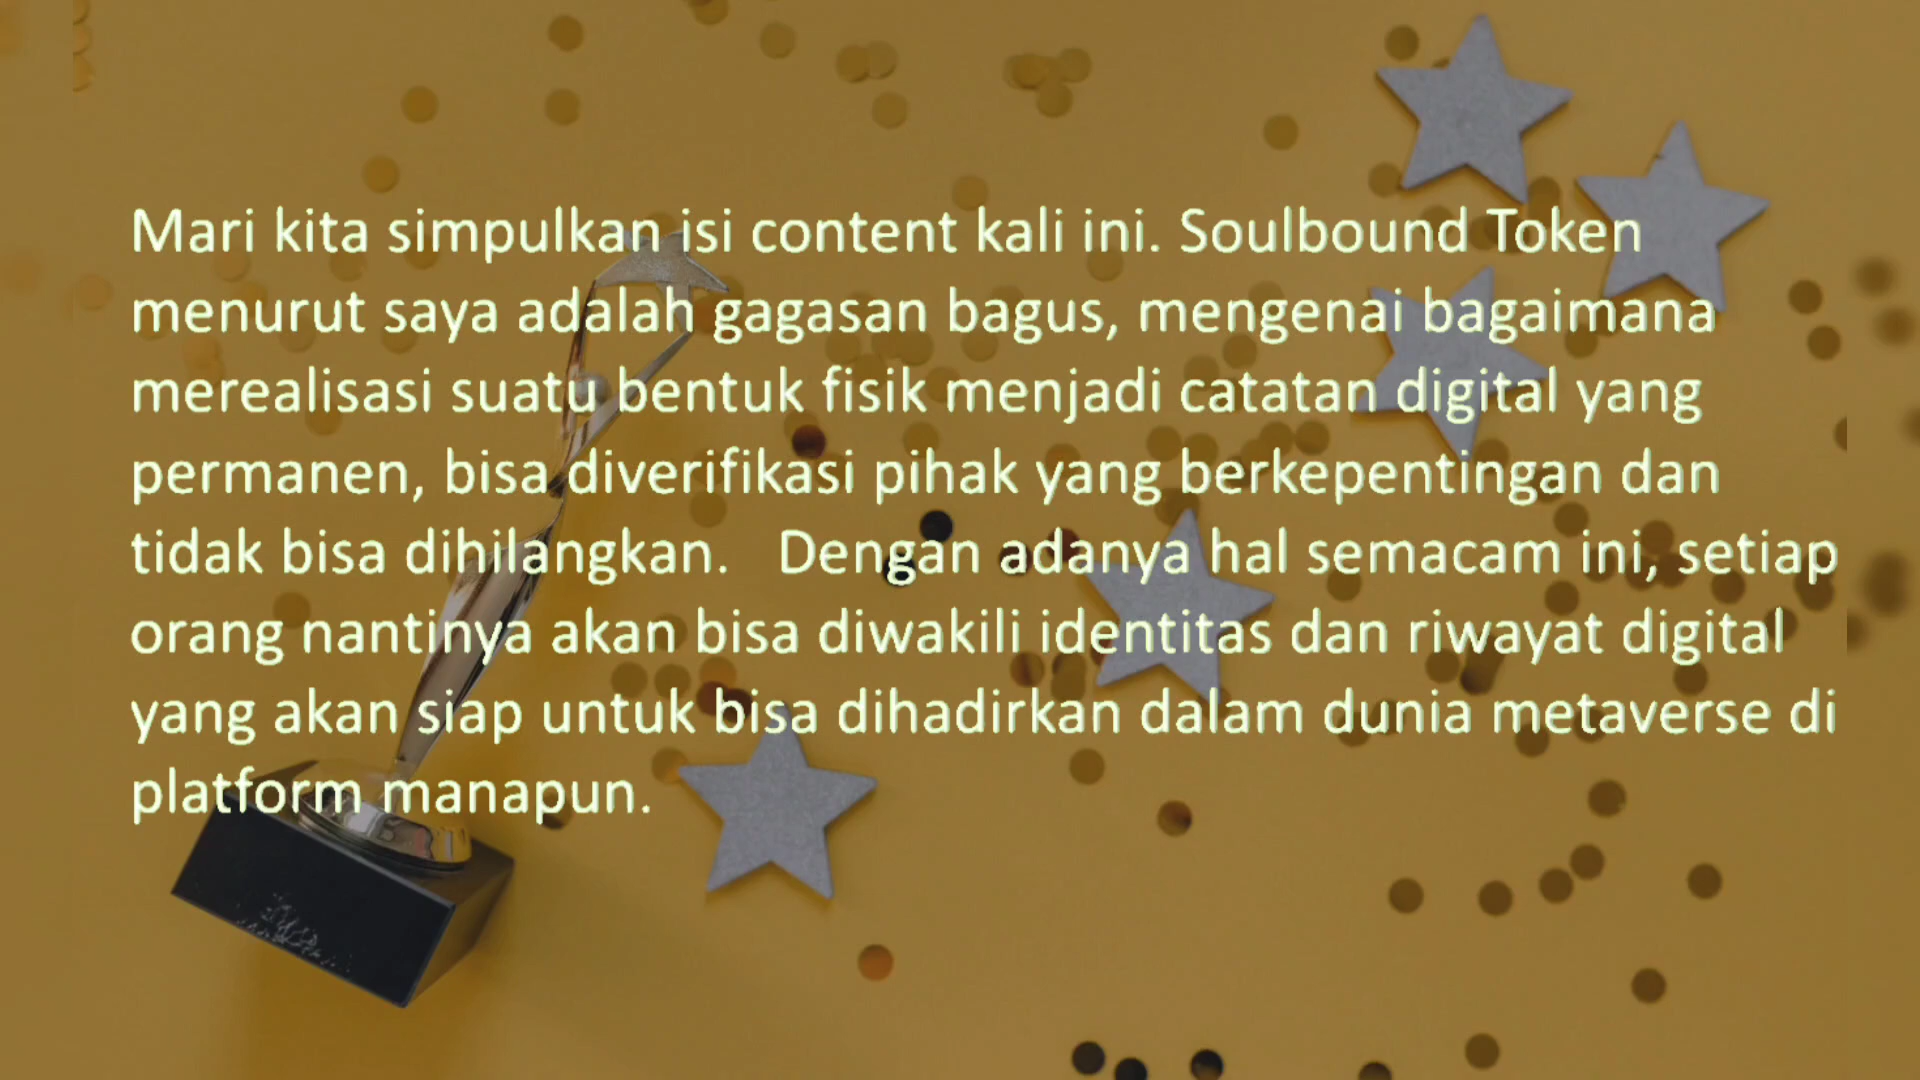 Mari kita simpulkan isi content kali ini. Soulbound Token
menurut saya adalah gagasan bagus, mengenai bagaimana
merealisasi suatu bentuk fisik menjadi catatan digital yang
permanen, bisa diverifikasi pihak yang berkepentingan dan
tidak bisa dihilangkan.   Dengan adanya hal semacam ini, setiap
orang nantinya akan bisa diwakili identitas dan riwayat digital
yang akan siap untuk bisa dihadirkan dalam dunia metaverse di
platform manapun.